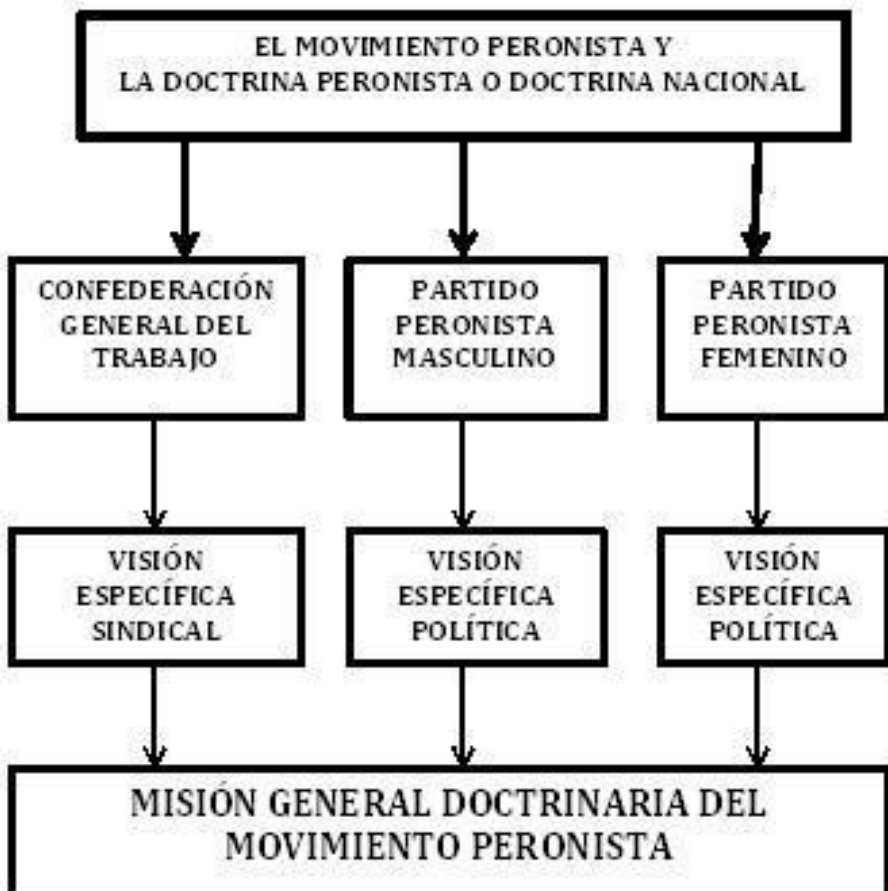 EL MOVIMIENTO PERONISTA Y
LA DOCTRINA PERONISTA O DOCTRINA NACIONAL
CONFEDERACIÓN
GENERAL DEL
TRABAJO
PARTIDO
PERONISTA
MASCULINO
PARTIDO
PERONISTA
FEMENINO
VISIÓN
ESPECÍFICA
SINDICAL
VISIÓN
ESPECÍFICA
POLÍTICA
VISIÓN
ESPECÍFICA
POLÍTICA
MISIÓN GENERAL DOCTRINARIA DEL
MOVIMIENTO PERONISTA